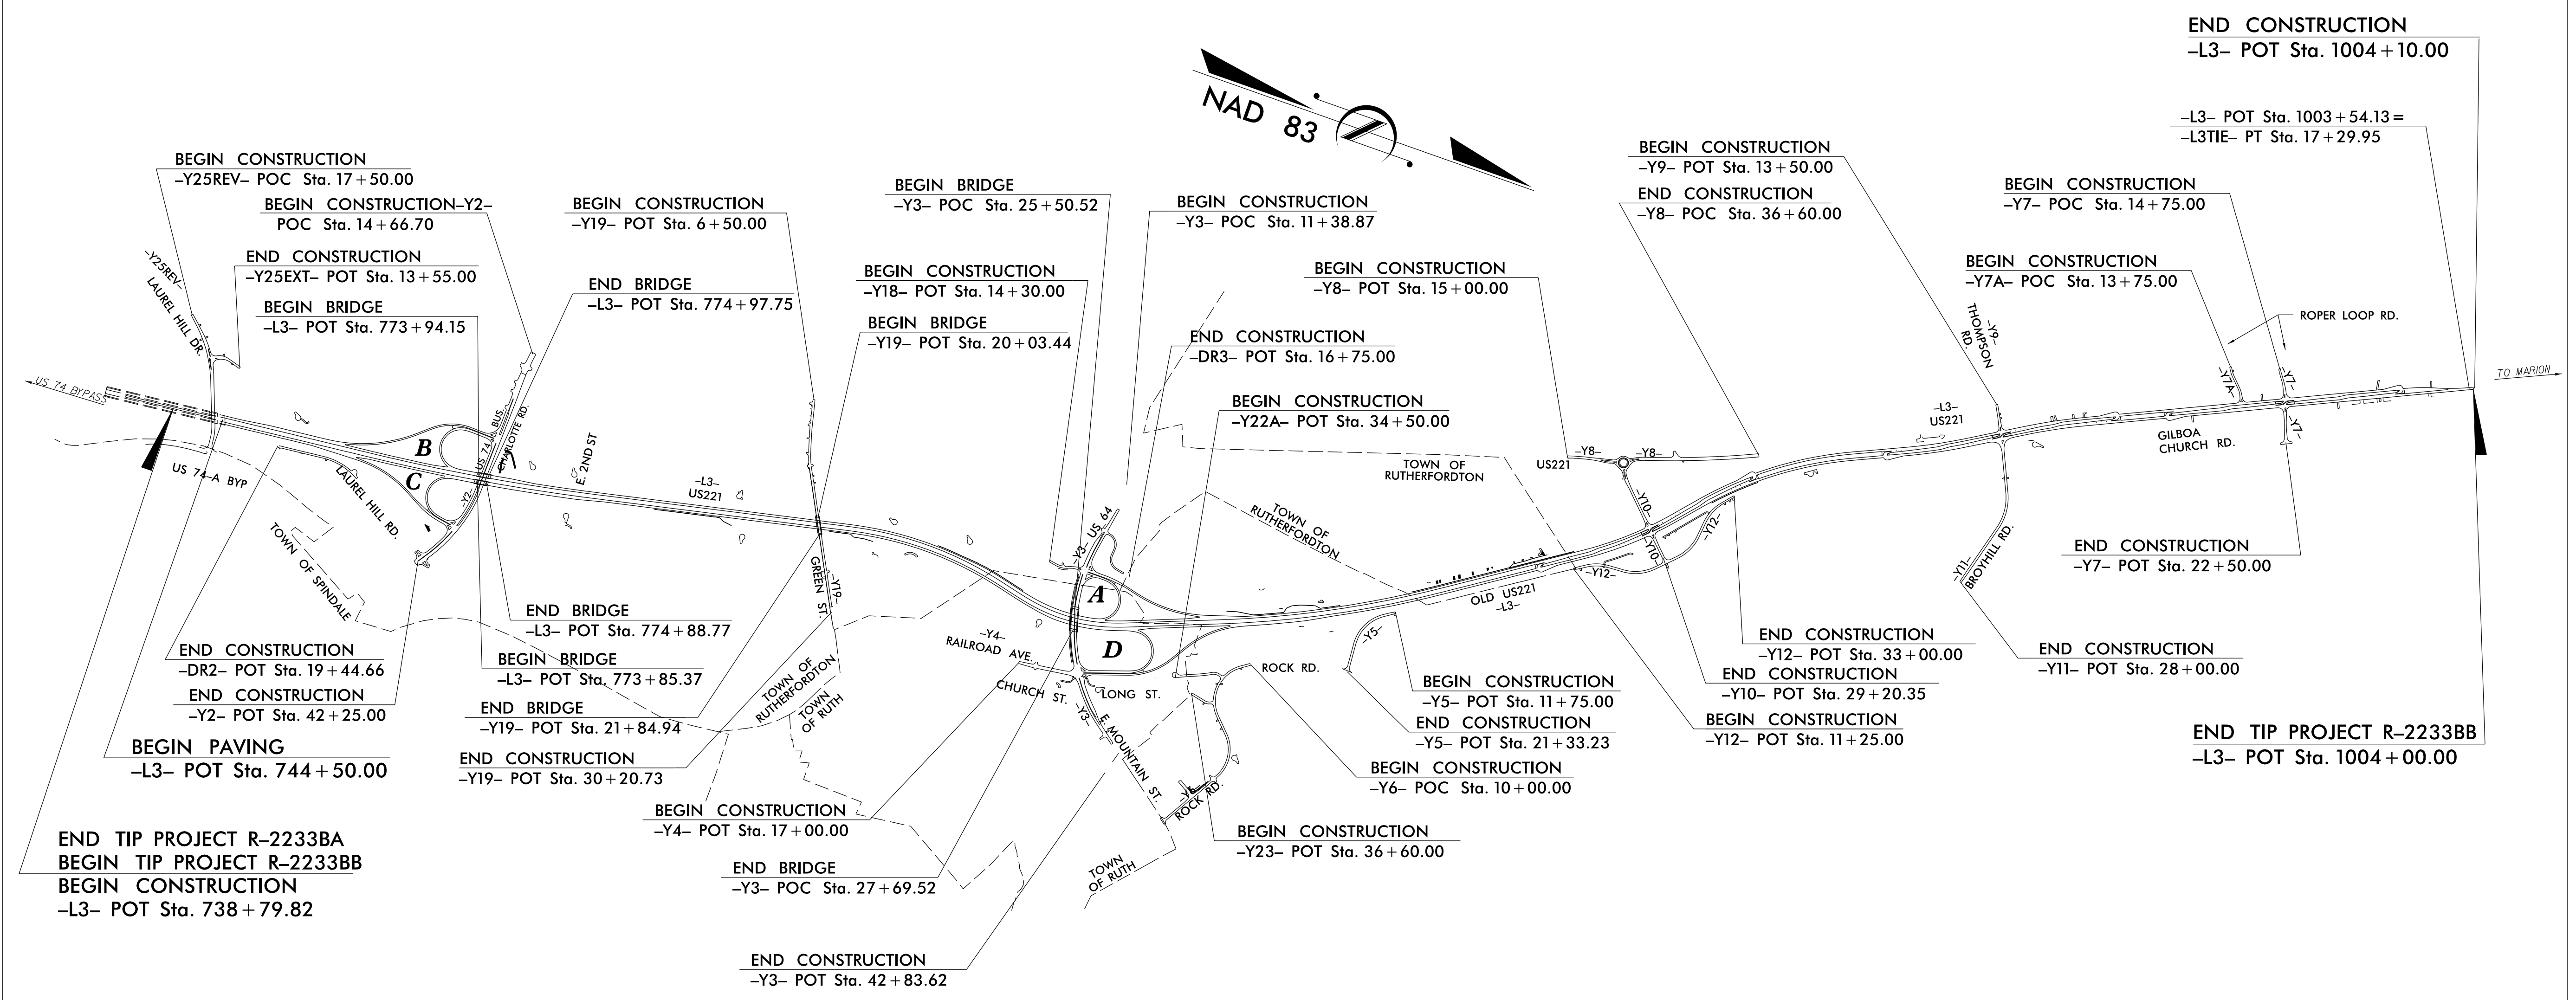 END CONSTRUCTION
–L3– POT Sta. 1004+10.00
NAD 83
–L3– POT Sta. 1003+54.13=
–L3TIE– PT Sta. 17+29.95
BEGIN CONSTRUCTION
–Y25REV– POC Sta. 17+50.00
BEGIN CONSTRUCTION–Y2–
POC Sta. 14+66.70
END CONSTRUCTION
–Y25EXT– POT Sta. 13+55.00
BEGIN BRIDGE
–L3– POT Sta. 773+94.15
BEGIN CONSTRUCTION
–Y19– POT Sta. 6+50.00
END BRIDGE
–L3– POT Sta. 774+97.75
BEGIN BRIDGE
–Y3– POC Sta. 25+50.52
BEGIN CONSTRUCTION
–Y18– POT Sta. 14+30.00
BEGIN BRIDGE
–Y19– POT Sta. 20+03.44
BEGIN CONSTRUCTION
–Y3– POC Sta. 11+38.87
BEGIN CONSTRUCTION
–Y8– POT Sta. 15+00.00
END CONSTRUCTION
–DR3– POT Sta. 16+75.00
BEGIN CONSTRUCTION
–Y22A– POT Sta. 34+50.00
BEGIN CONSTRUCTION
–Y9– POT Sta. 13+50.00
END CONSTRUCTION
–Y8– POC Sta. 36+60.00
BEGIN CONSTRUCTION
–Y7– POC Sta. 14+75.00
BEGIN CONSTRUCTION
–Y7A– POC Sta. 13+75.00
ROPER LOOP RD.
–Y25REV–
LAUREL HILL DR.
US 74 BYPASS
US 74–A BYP
LAUREL HILL RD.
TOWN OF SPINDALE
B
C
US 74 BUS.
CHARLOTTE RD.
–Y2–
E. 2ND ST
–L3–
US221
GREEN ST.
–Y19–
–Y3– US 64
A
D
–Y4–
RAILROAD AVE.
CHURCH ST.
LONG ST.
–Y3–
E. MOUNTAIN ST.
ROCK RD.
–Y6–
ROCK RD.
TOWN OF
RUTHERFORDTON
TOWN
OF RUTH
TOWN
OF RUTH
TOWN OF
RUTHERFORDTON
TOWN OF
RUTHERFORDTON
–Y5–
OLD US221
–L3–
US221
–Y8–
–Y8–
–Y10–
–Y10–
–Y12–
–Y12–
–L3–
US221
–Y9–
THOMPSON
RD.
–Y11–
BROYHILL RD.
GILBOA
CHURCH RD.
–Y7A–
–Y7–
–Y7–
TO MARION
END CONSTRUCTION
–DR2– POT Sta. 19+44.66
END CONSTRUCTION
–Y2– POT Sta. 42+25.00
BEGIN PAVING
–L3– POT Sta. 744+50.00
END TIP PROJECT R–2233BA
BEGIN TIP PROJECT R–2233BB
BEGIN CONSTRUCTION
–L3– POT Sta. 738+79.82
END BRIDGE
–L3– POT Sta. 774+88.77
BEGIN BRIDGE
–L3– POT Sta. 773+85.37
END BRIDGE
–Y19– POT Sta. 21+84.94
END CONSTRUCTION
–Y19– POT Sta. 30+20.73
BEGIN CONSTRUCTION
–Y4– POT Sta. 17+00.00
END BRIDGE
–Y3– POC Sta. 27+69.52
END CONSTRUCTION
–Y3– POT Sta. 42+83.62
BEGIN CONSTRUCTION
–Y5– POT Sta. 11+75.00
END CONSTRUCTION
–Y5– POT Sta. 21+33.23
BEGIN CONSTRUCTION
–Y6– POC Sta. 10+00.00
BEGIN CONSTRUCTION
–Y23– POT Sta. 36+60.00
END CONSTRUCTION
–Y12– POT Sta. 33+00.00
END CONSTRUCTION
–Y10– POT Sta. 29+20.35
BEGIN CONSTRUCTION
–Y12– POT Sta. 11+25.00
END CONSTRUCTION
–Y7– POT Sta. 22+50.00
END CONSTRUCTION
–Y11– POT Sta. 28+00.00
END TIP PROJECT R–2233BB
–L3– POT Sta. 1004+00.00